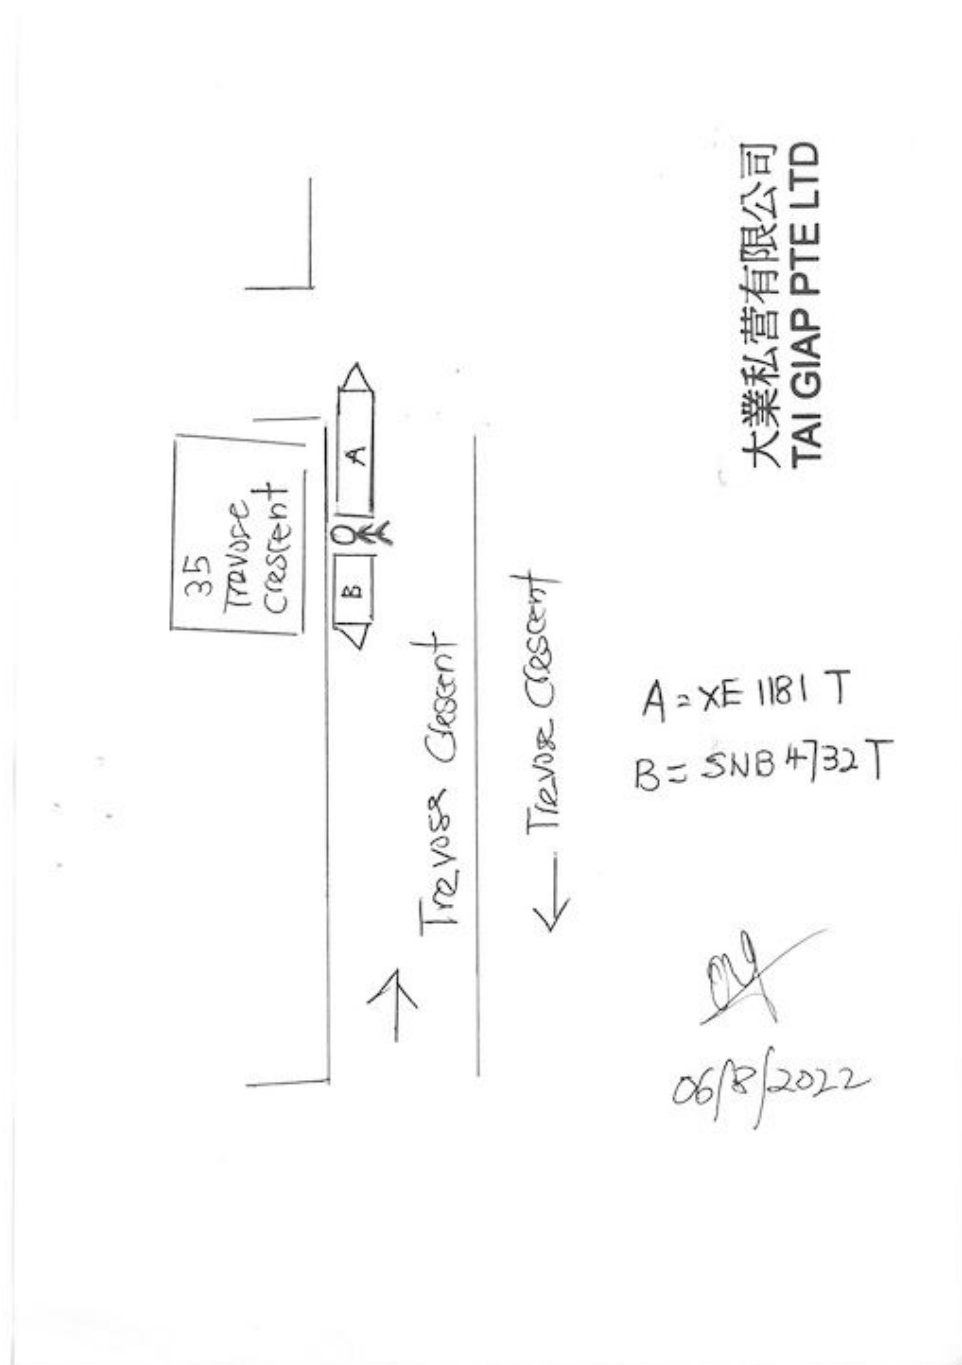 大業私营有限公司
TAI GIAP PTE LTD
35
Trevose
Crescent
A
B
Trevose Crescent
Trevose Crescent
A = XE 1181 T
B = SNB 4732 T
06/8/2022